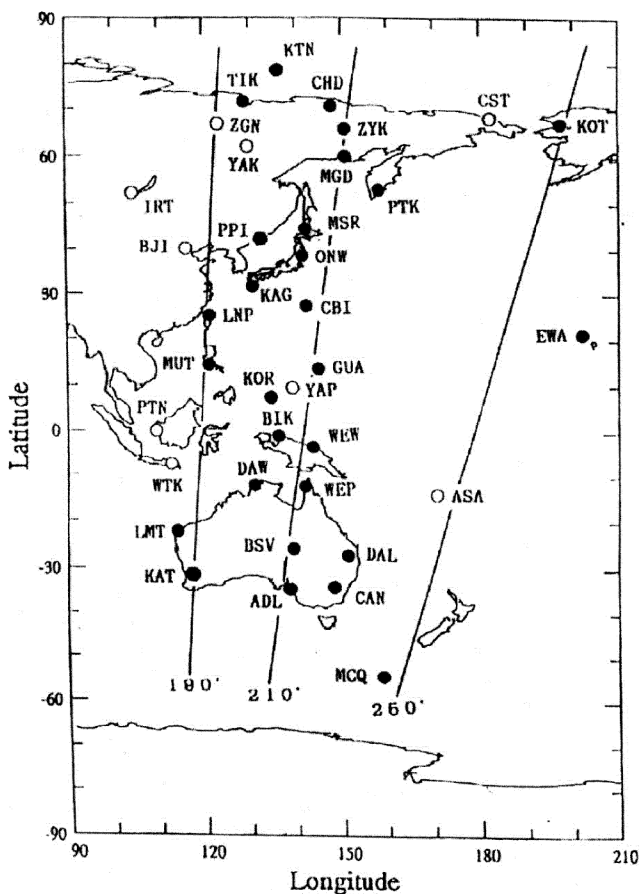 90
KTN
TIK
CHD
CST
ZGN
ZYK
KOT
60
YAK
MGD
IRT
PTK
PPI
MSR
BJI
ONW
30
KAG
CBI
LNP
EWA
MUT
GUA
KOR
YAP
PTN
BIK
0
WEW
WTK
DAW
WEP
ASA
LMT
BSV
DAL
-30
KAT
ADL
CAN
MCQ
190°
210°
260°
-60
-90
90
120
150
180
210
Latitude
Longitude